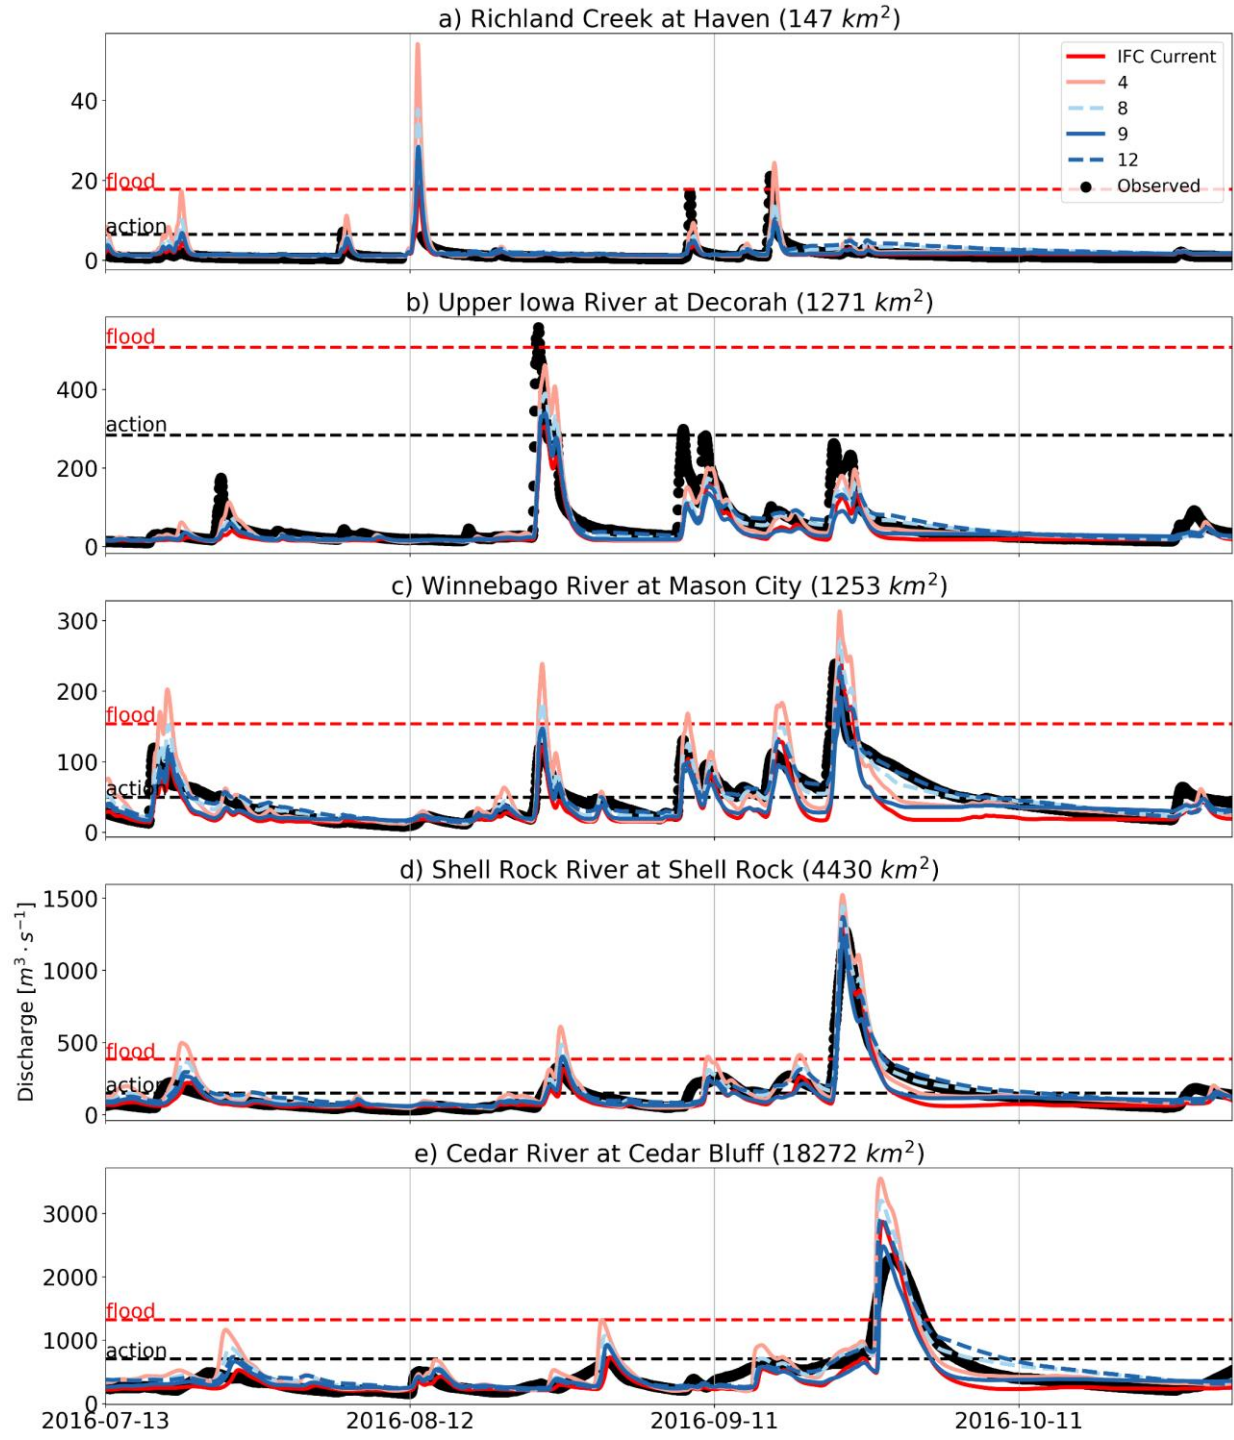 a) Richland Creek at Haven (147 km²)
40
20
0
flood
action
IFC Current
4
8
9
12
Observed
b) Upper Iowa River at Decorah (1271 km²)
400
200
0
flood
action
c) Winnebago River at Mason City (1253 km²)
300
200
100
0
flood
action
d) Shell Rock River at Shell Rock (4430 km²)
Discharge [m³ · s⁻¹]
1500
1000
500
0
flood
action
e) Cedar River at Cedar Bluff (18272 km²)
3000
2000
1000
0
flood
action
2016-07-13
2016-08-12
2016-09-11
2016-10-11